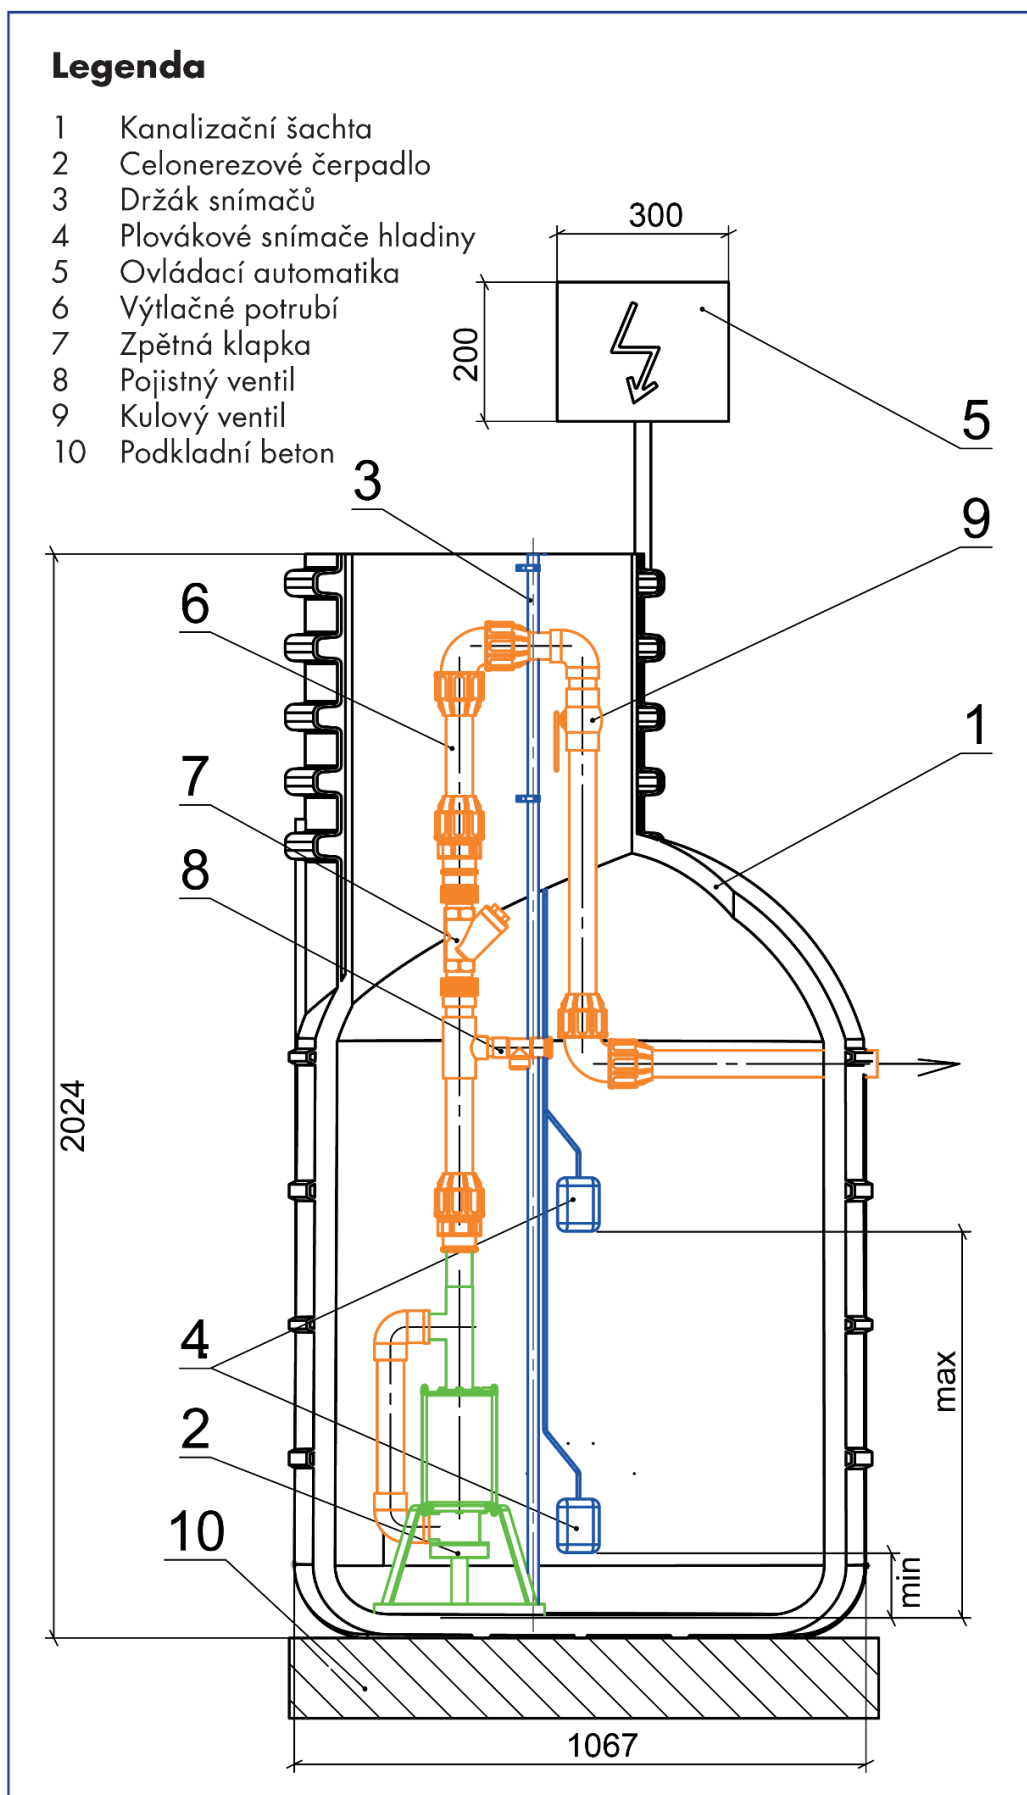 Legenda
1 Kanalizační šachta
2 Celonerezové čerpadlo
3 Držák snímačů
4 Plovákové snímače hladiny
5 Ovládací automatika
6 Výtlačné potrubí
7 Zpětná klapka
8 Pojistný ventil
9 Kulový ventil
10 Podkladní beton
300
200
5
3
9
6
1
7
8
2024
4
max
2
10
min
1067